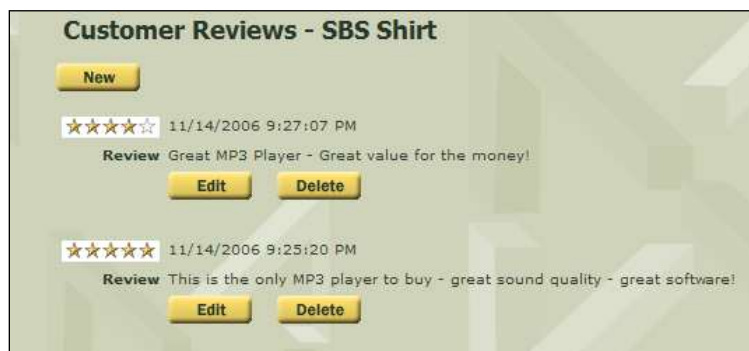 Customer Reviews - SBS Shirt
New
11/14/2006 9:27:07 PM
Review Great MP3 Player - Great value for the money!
Edit Delete
11/14/2006 9:25:20 PM
Review This is the only MP3 player to buy - great sound quality - great software!
Edit Delete